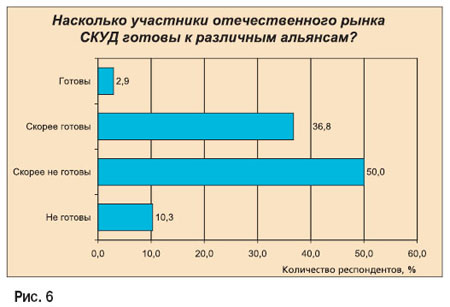 Насколько участники отечественного рынка
СКУД готовы к различным альянсам?
Готовы
2,9
Скорее готовы
36,8
Скорее не готовы
50,0
Не готовы
10,3
0,0 10,0 20,0 30,0 40,0 50,0 60,0
Количество респондентов, %
Рис. 6